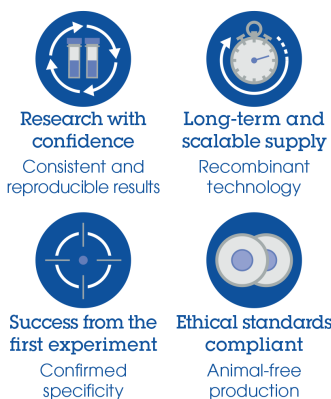 Research with
confidence
Consistent and
reproducible results
Long-term and
scalable supply
Recombinant
technology
Success from the
first experiment
Confirmed
specificity
Ethical standards
compliant
Animal-free
production